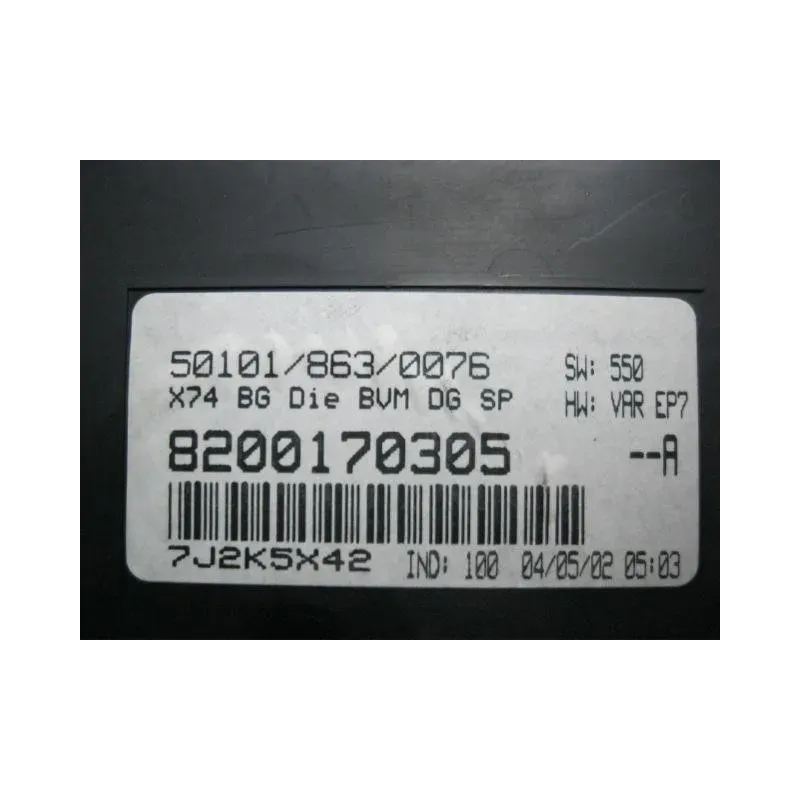 50101/863/0076 SW: 550
X74 BG Die BVM DG SP HW: VAR EP7
8200170305 --A
7J2K5X42 IND: 100 04/05/02 05:03